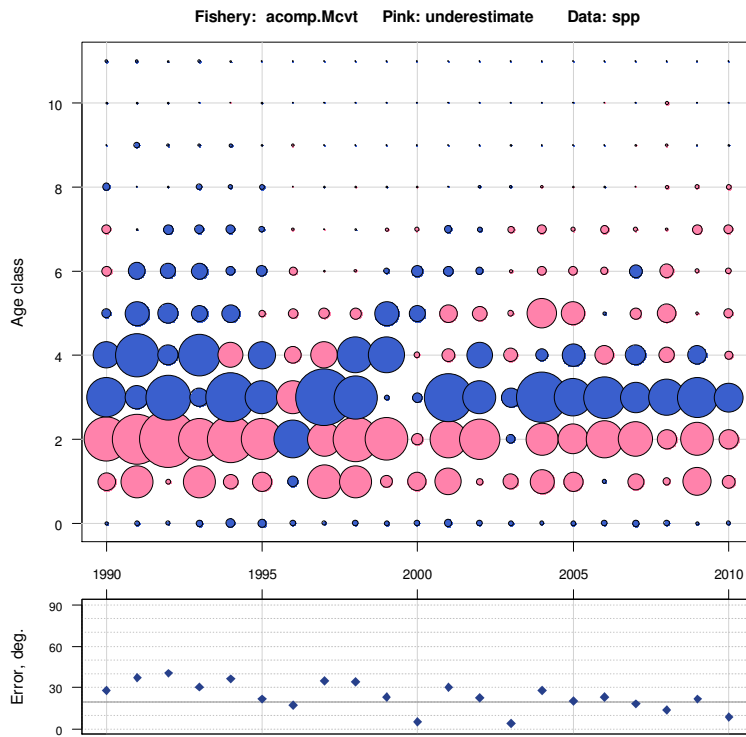 Fishery: acomp.Mcvt Pink: underestimate Data: spp
Age class
10
8
6
4
2
0
1990 1995 2000 2005 2010
Error, deg.
90
60
30
0